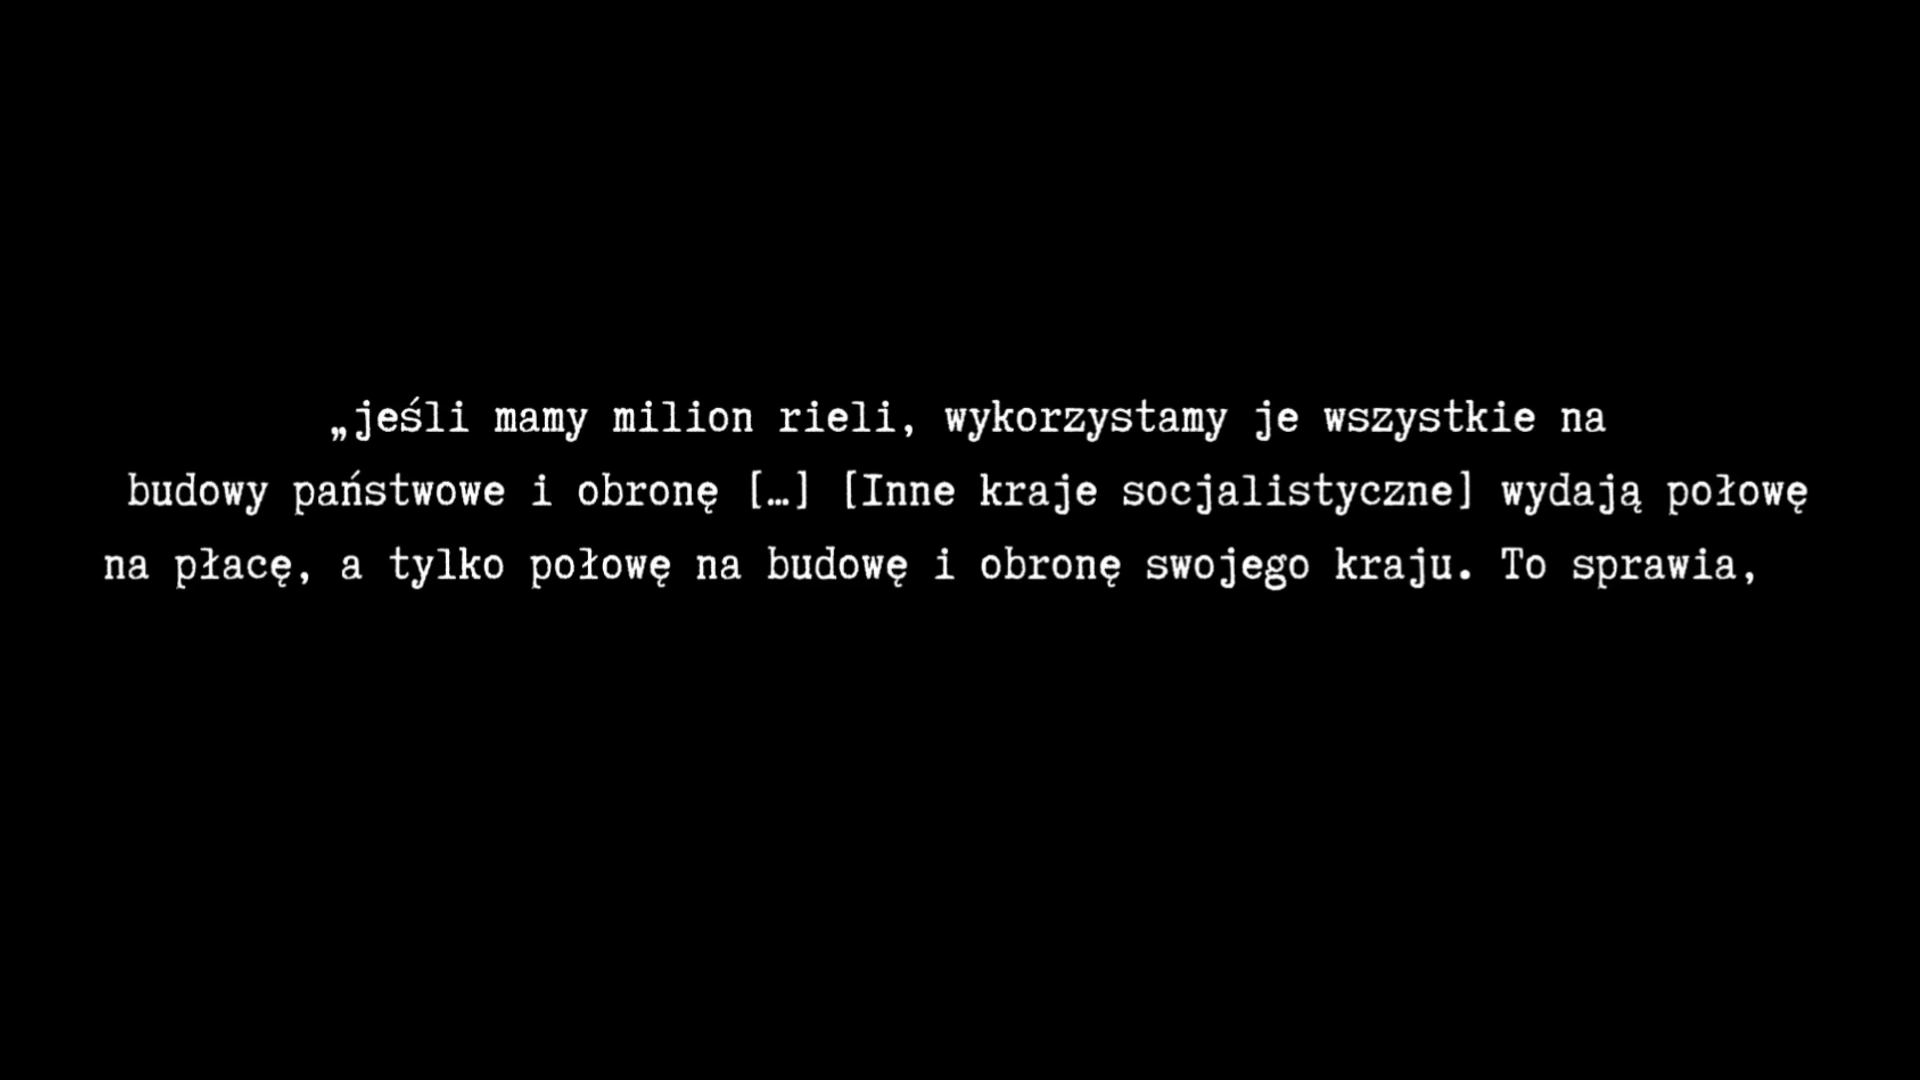 „jeśli mamy milion rieli, wykorzystamy je wszystkie na
budowy państwowe i obronę […] [Inne kraje socjalistyczne] wydają połowę
na płacę, a tylko połowę na budowę i obronę swojego kraju. To sprawia,